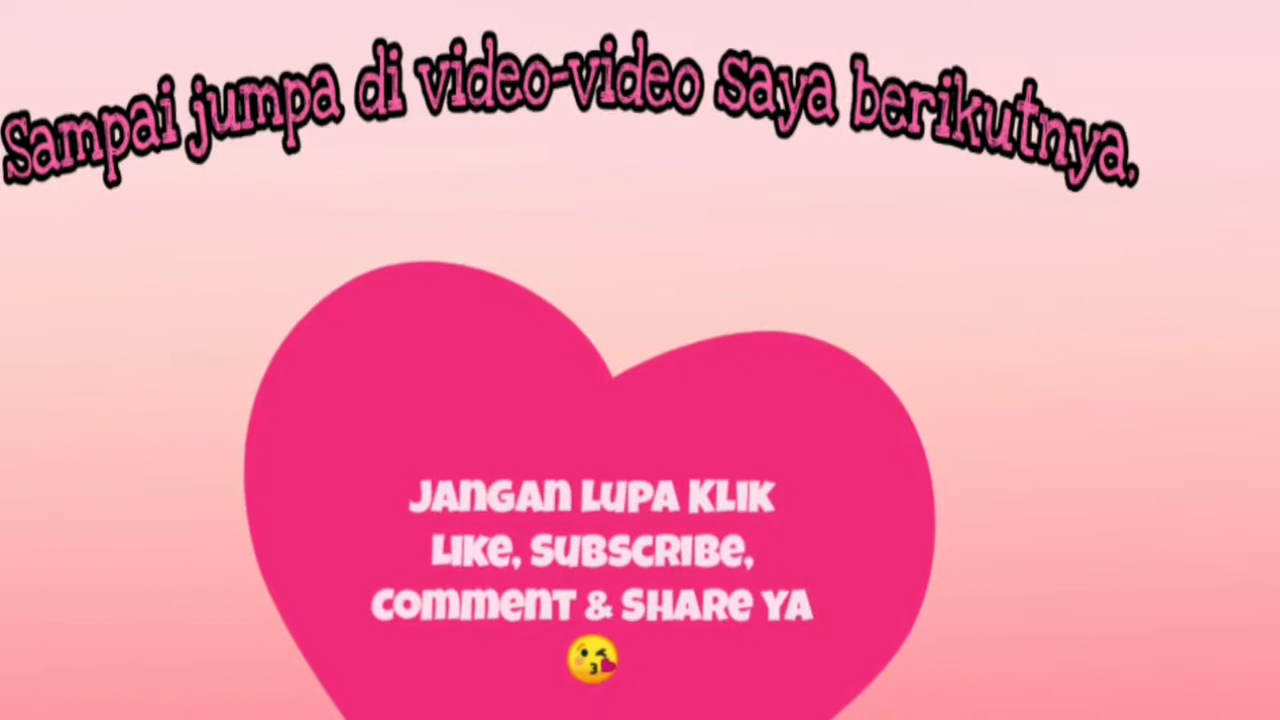 Sampai jumpa di video-video saya berikutnya.
Jangan lupa klik
like, subscribe,
comment & share ya
😘